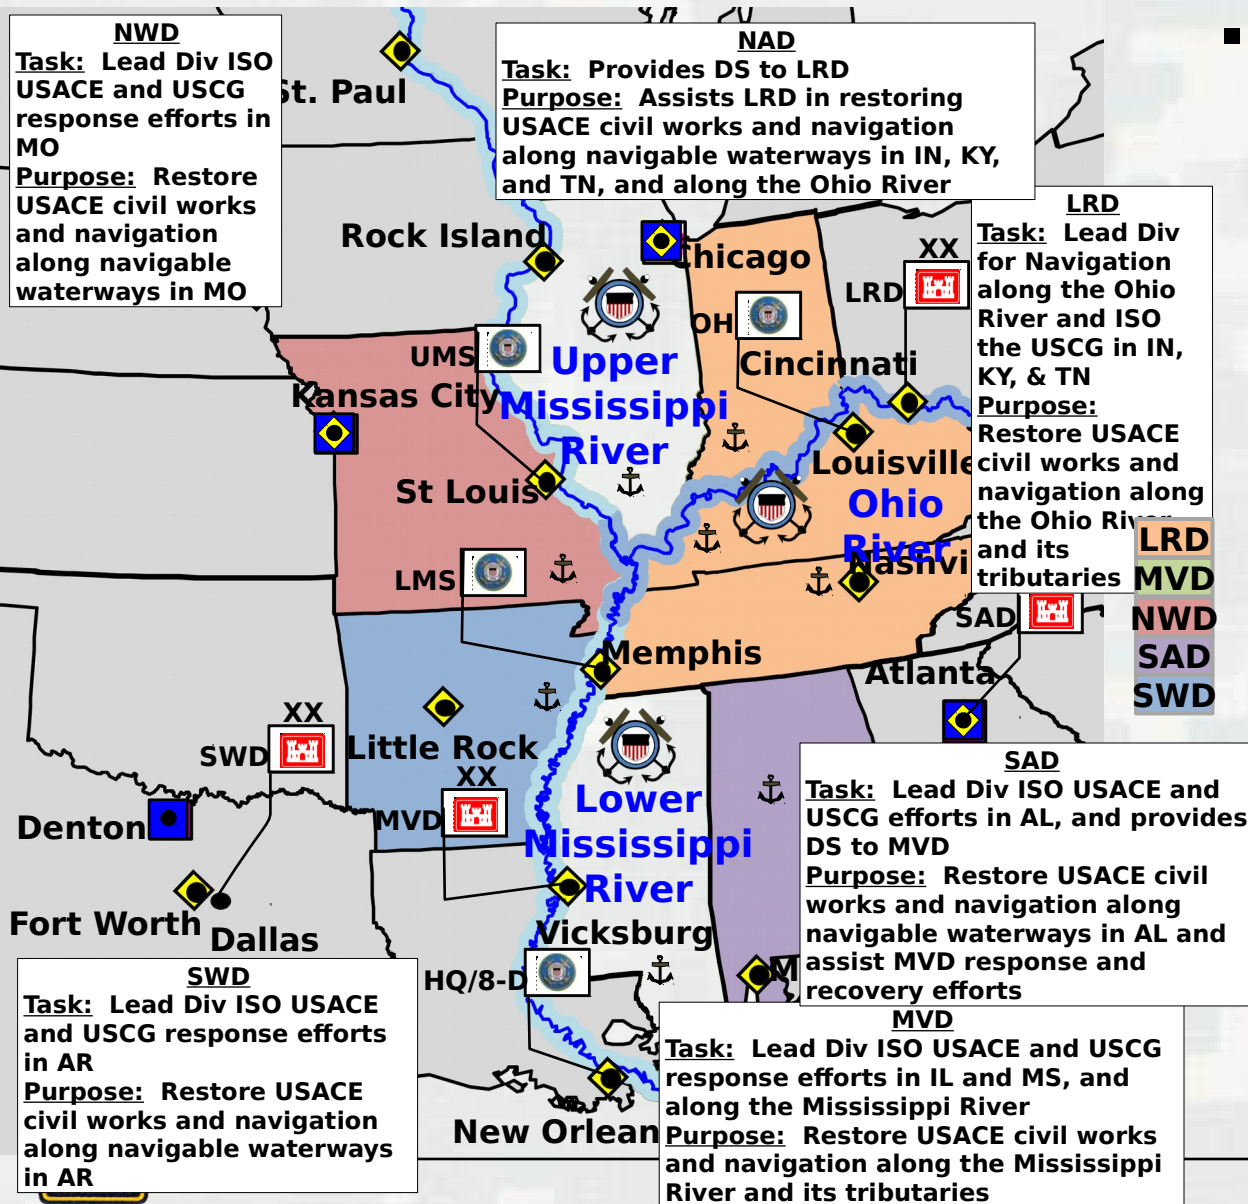 NWD
Task: Lead Div ISO
USACE and USCG
response efforts in
MO
Purpose: Restore
USACE civil works
and navigation
along navigable
waterways in MO
NAD
Task: Provides DS to LRD
Purpose: Assists LRD in restoring
USACE civil works and navigation
along navigable waterways in IN, KY,
and TN, and along the Ohio River
LRD
Task: Lead Div
for Navigation
along the Ohio
River and ISO
the USCG in IN,
KY, & TN
Purpose:
Restore USACE
civil works and
navigation along
the Ohio River
and its
tributaries
St. Paul
Rock Island
Chicago
XX
LRD
OH
UMS
Cincinnati
Upper
Mississippi
River
Kansas City
Louisville
St Louis
Ohio
River
Nashvi
LMS
LRD
MVD
NWD
SAD
SWD
SAD
Memphis
Atlanta
XX
SWD
Little Rock
XX
MVD
Lower
Mississippi
River
Denton
Fort Worth
Dallas
Vicksburg
HQ/8-D
M
New Orlean
SAD
Task: Lead Div ISO USACE and
USCG efforts in AL, and provides
DS to MVD
Purpose: Restore USACE civil
works and navigation along
navigable waterways in AL and
assist MVD response and
recovery efforts
SWD
Task: Lead Div ISO USACE
and USCG response efforts
in AR
Purpose: Restore USACE
civil works and navigation
along navigable waterways
in AR
MVD
Task: Lead Div ISO USACE and USCG
response efforts in IL and MS, and
along the Mississippi River
Purpose: Restore USACE civil works
and navigation along the Mississippi
River and its tributaries